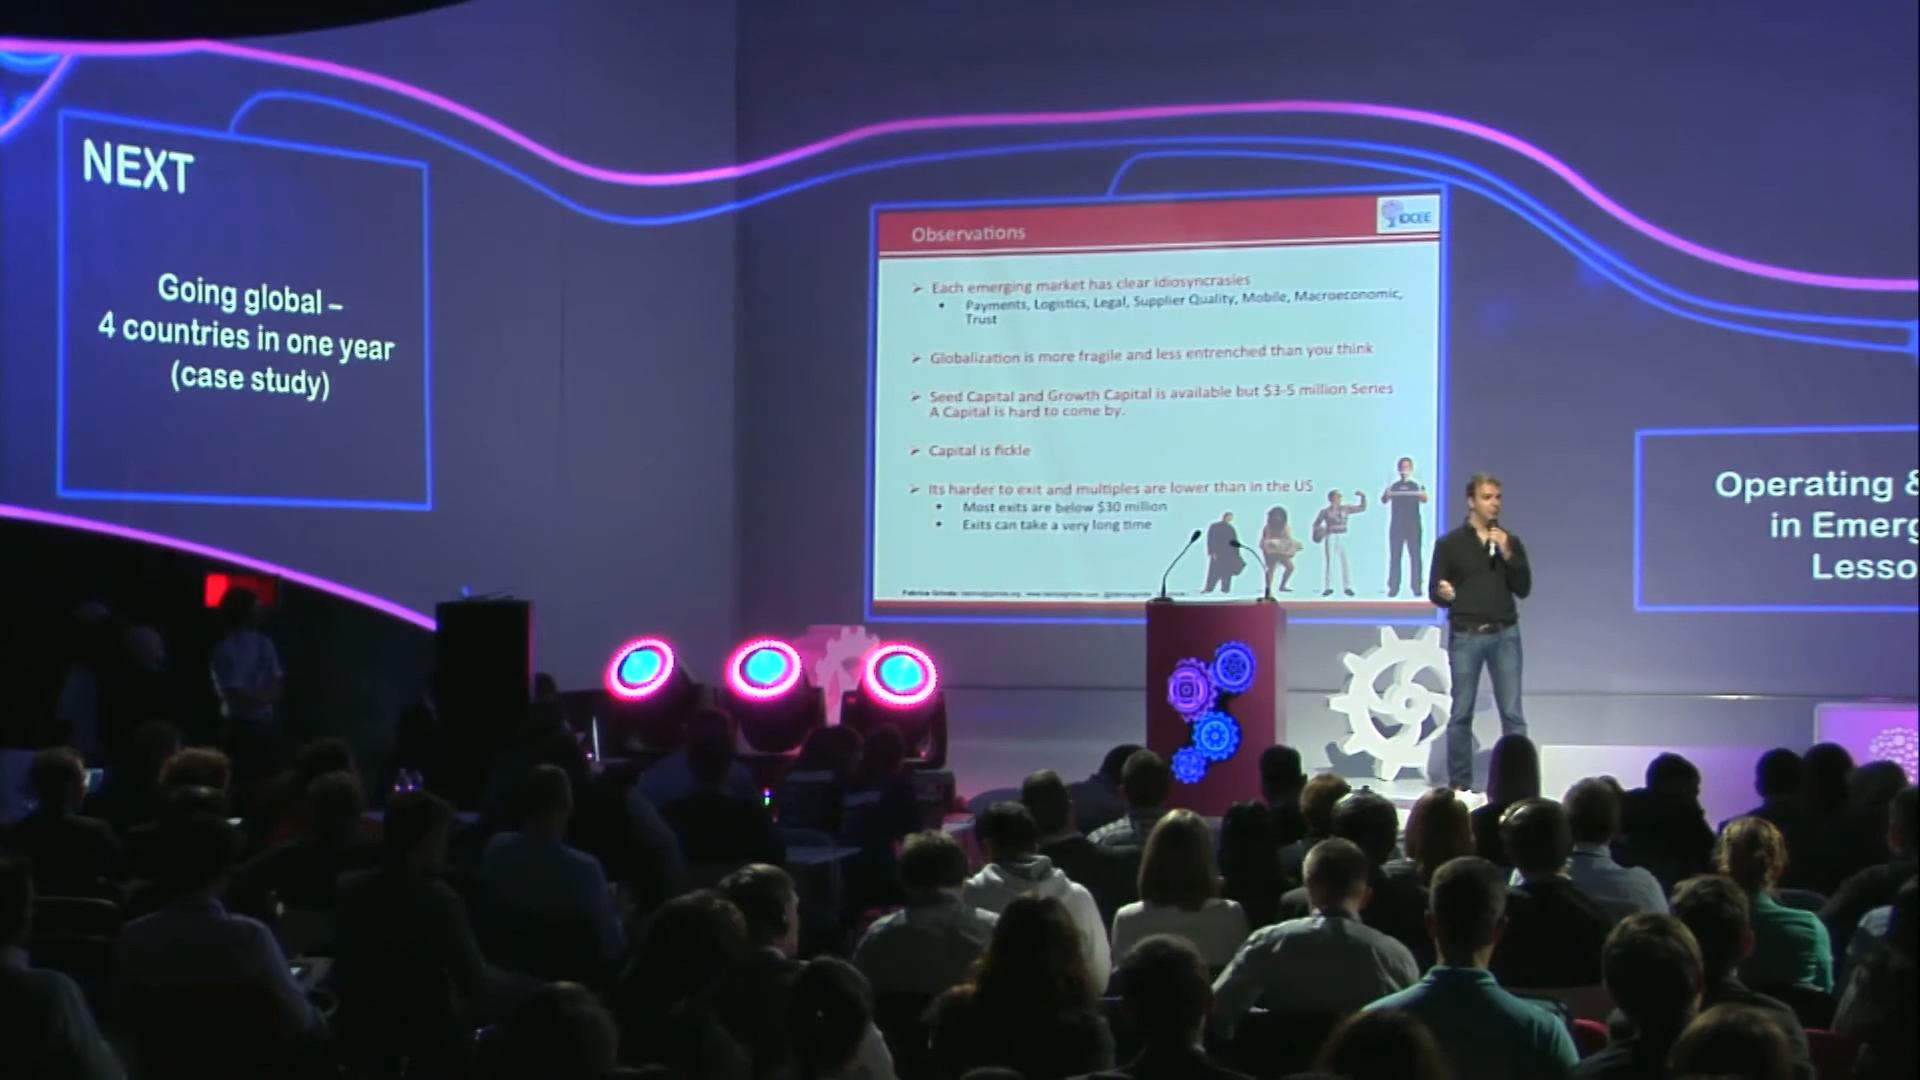 NEXT
Going global –
4 countries in one year
(case study)
Observations
IDCEE
Each emerging market has clear idiosyncrasies
Payments, Logistics, Legal, Supplier Quality, Mobile, Macroeconomic,
Trust
Globalization is more fragile and less entrenched than you think
Seed Capital and Growth Capital is available but $3-5 million Series
A Capital is hard to come by.
Capital is fickle
Its harder to exit and multiples are lower than in the US
Most exits are below $30 million
Exits can take a very long time
Fabrice Grinda
Operating &
in Emerg
Lesso